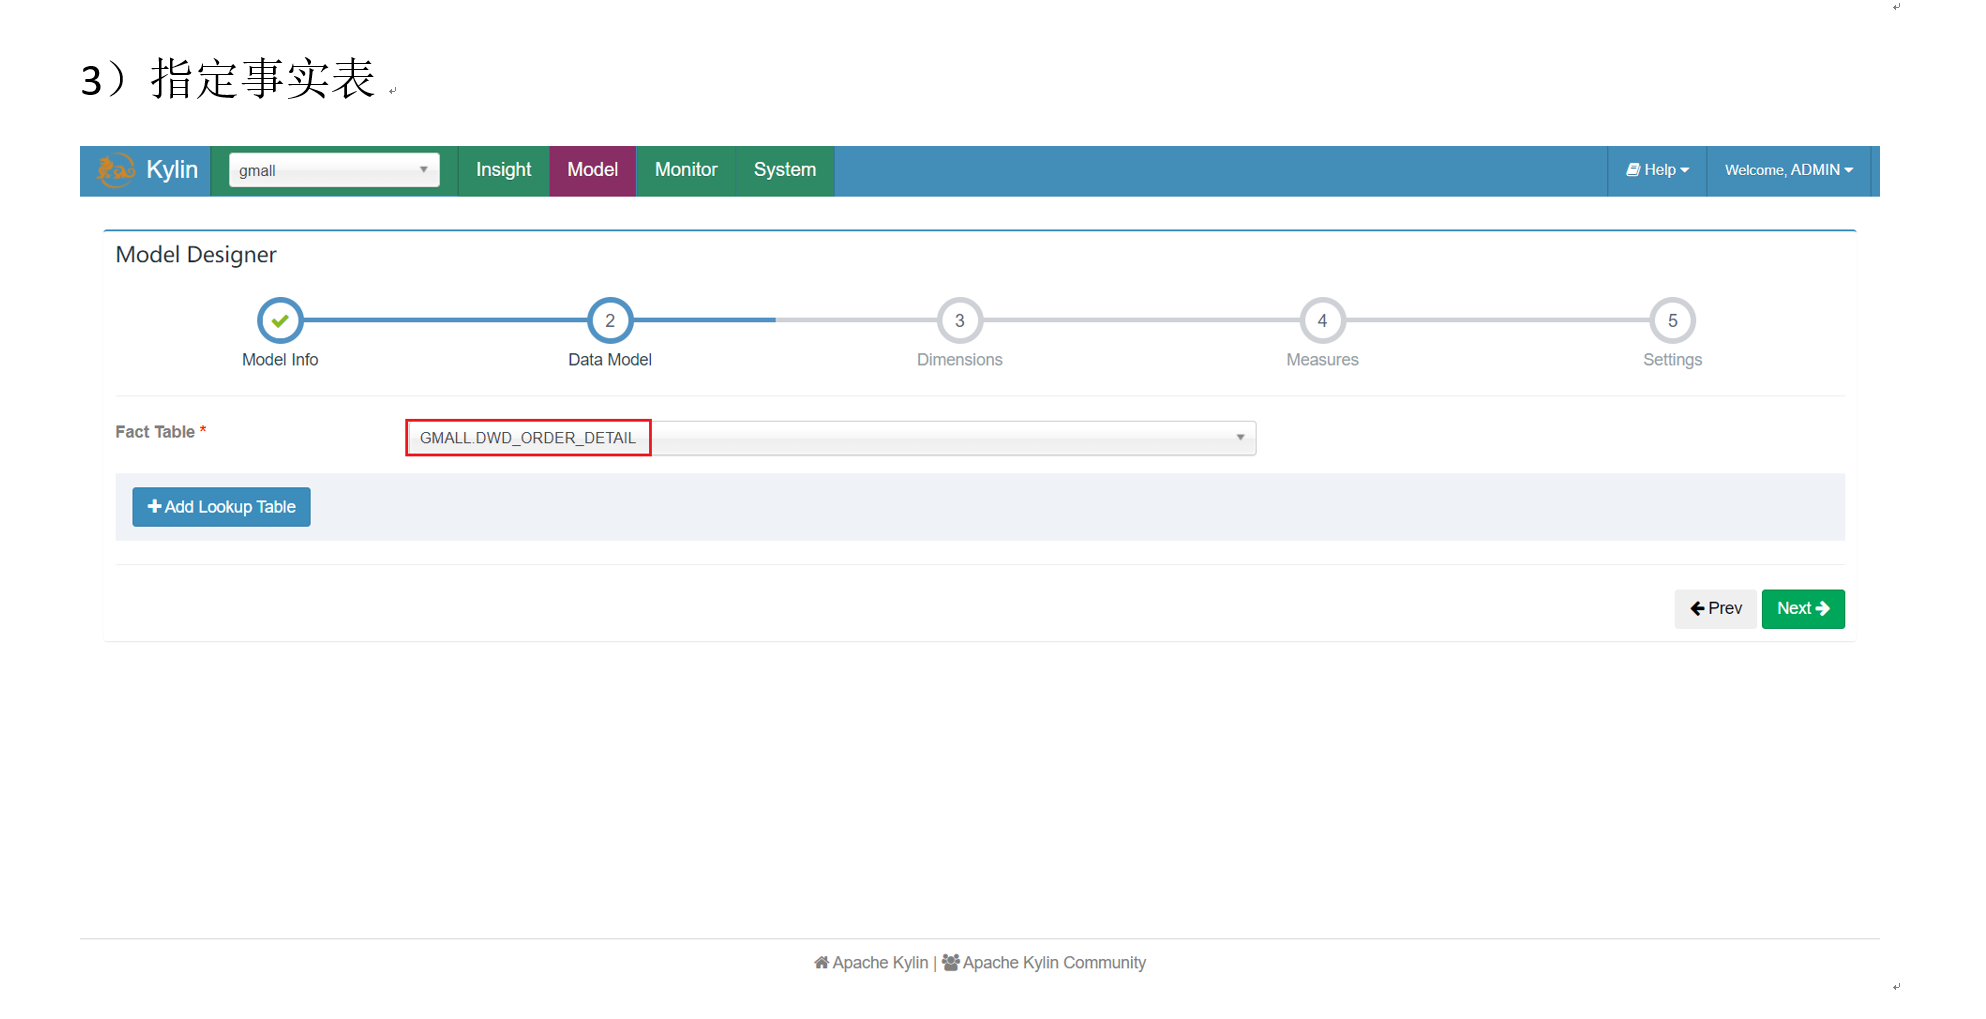 3）指定事实表
Kylin gmall Insight Model Monitor System Help Welcome, ADMIN
Model Designer
2 3 4 5
Model Info Data Model Dimensions Measures Settings
Fact Table * GMALL.DWD_ORDER_DETAIL
Add Lookup Table
Prev Next
Apache Kylin | Apache Kylin Community